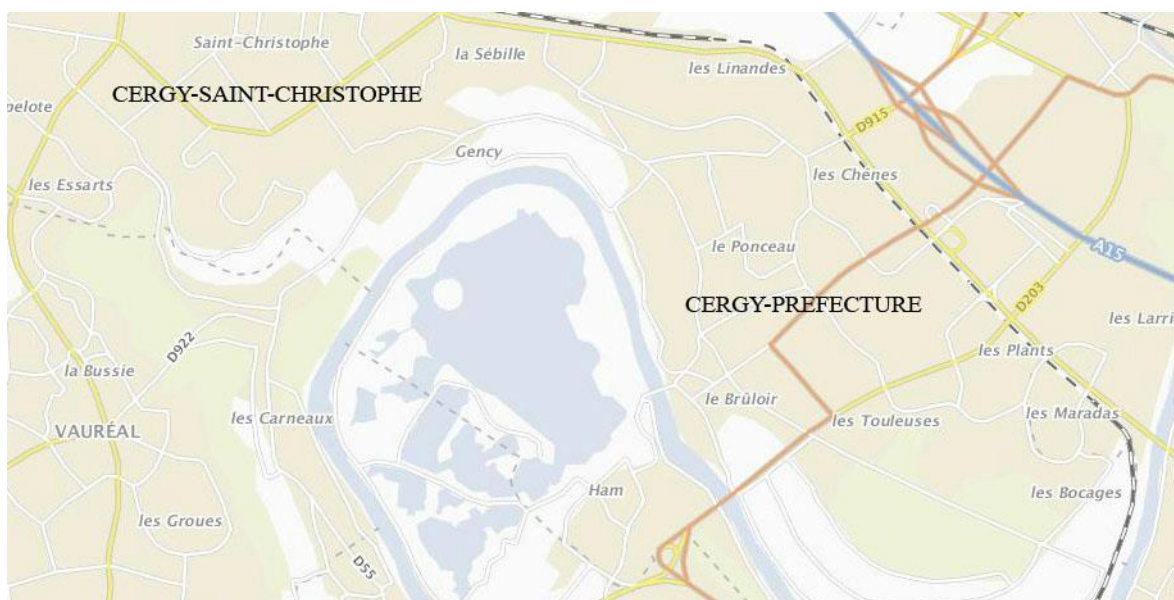 Saint-Christophe
la Sébille
les Linandes
CERGY-SAINT-CHRISTOPHE
pelote
D915
Gency
les Chênes
les Essarts
le Ponceau
A15
CERGY-PREFECTURE
D203
les Larri
D922
les Plants
la Bussie
le Brûloir
les Carneaux
les Touleuses
les Maradas
VAURÉAL
Ham
les Bocages
les Groues
D55